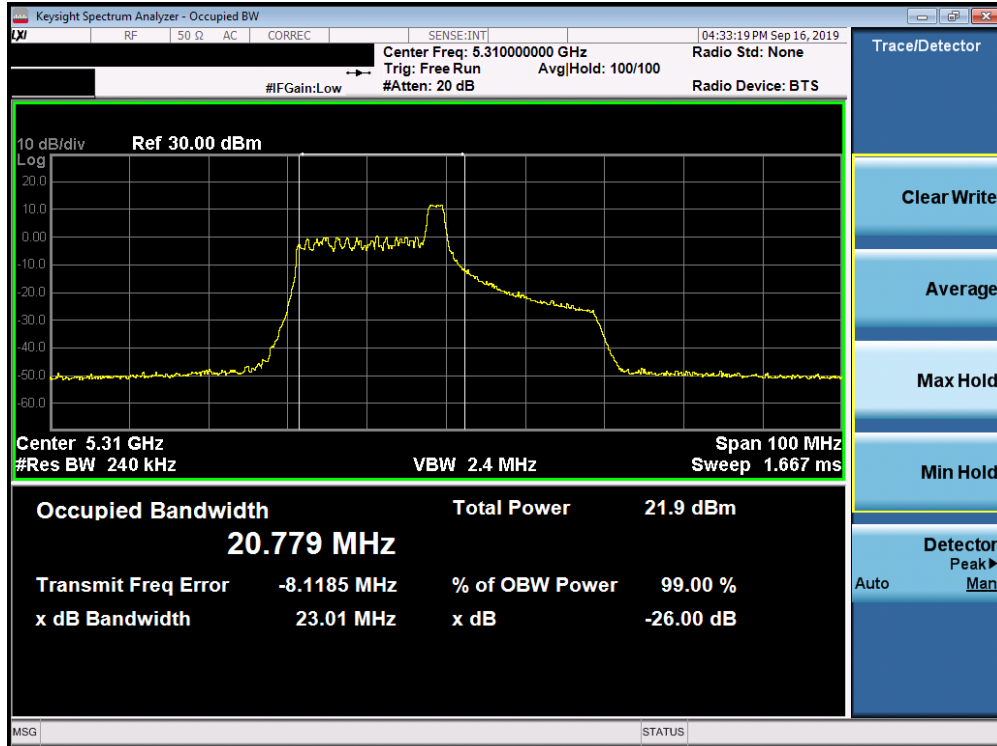 Keysight Spectrum Analyzer - Occupied BW
LXI RF 50 Ω AC CORREC SENSE:INT 04:33:19 PM Sep 16, 2019
Center Freq: 5.310000000 GHz Radio Std: None
Trig: Free Run Avg|Hold: 100/100
#IFGain:Low #Atten: 20 dB Radio Device: BTS
Trace/Detector
10 dB/div Ref 30.00 dBm
Log
20.0
10.0
0.00
-10.0
-20.0
-30.0
-40.0
-50.0
-60.0
Center 5.31 GHz Span 100 MHz
#Res BW 240 kHz VBW 2.4 MHz Sweep 1.667 ms
Occupied Bandwidth Total Power 21.9 dBm
20.779 MHz
Transmit Freq Error -8.1185 MHz % of OBW Power 99.00 %
x dB Bandwidth 23.01 MHz x dB -26.00 dB
Clear Write
Average
Max Hold
Min Hold
Detector
Peak▶
Auto Man
MSG STATUS